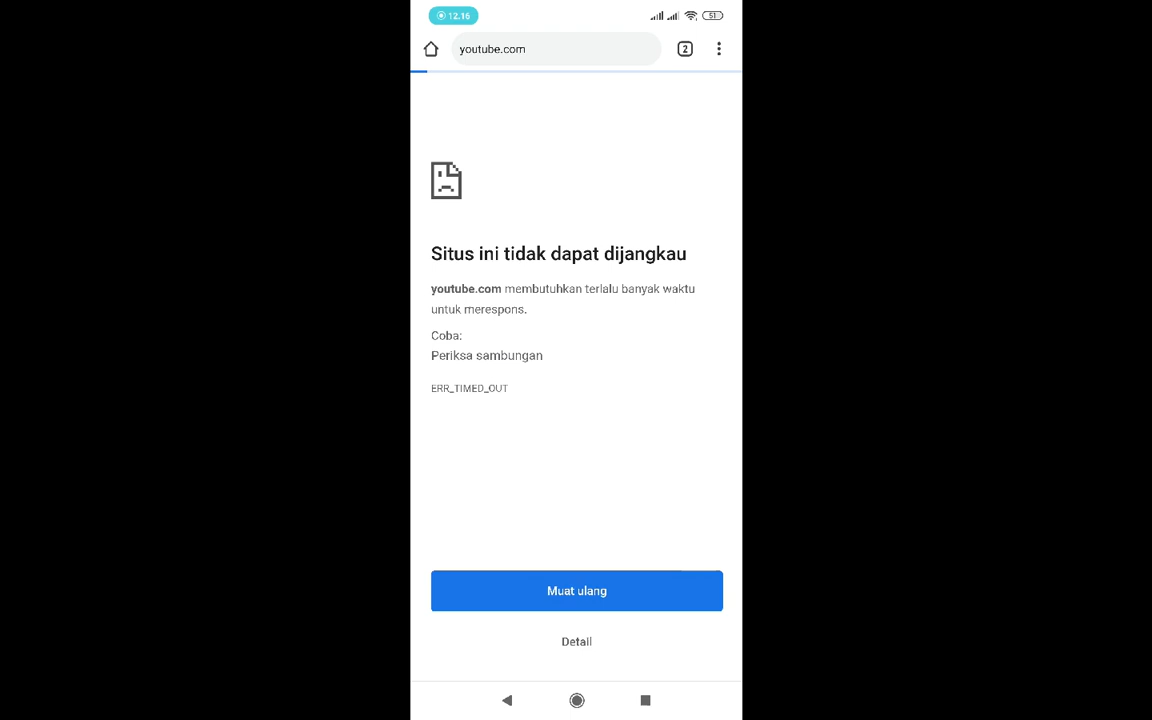 12.16
51
youtube.com
2
Situs ini tidak dapat dijangkau
youtube.com membutuhkan terlalu banyak waktu
untuk merespons.
Coba:
Periksa sambungan
ERR_TIMED_OUT
Muat ulang
Detail